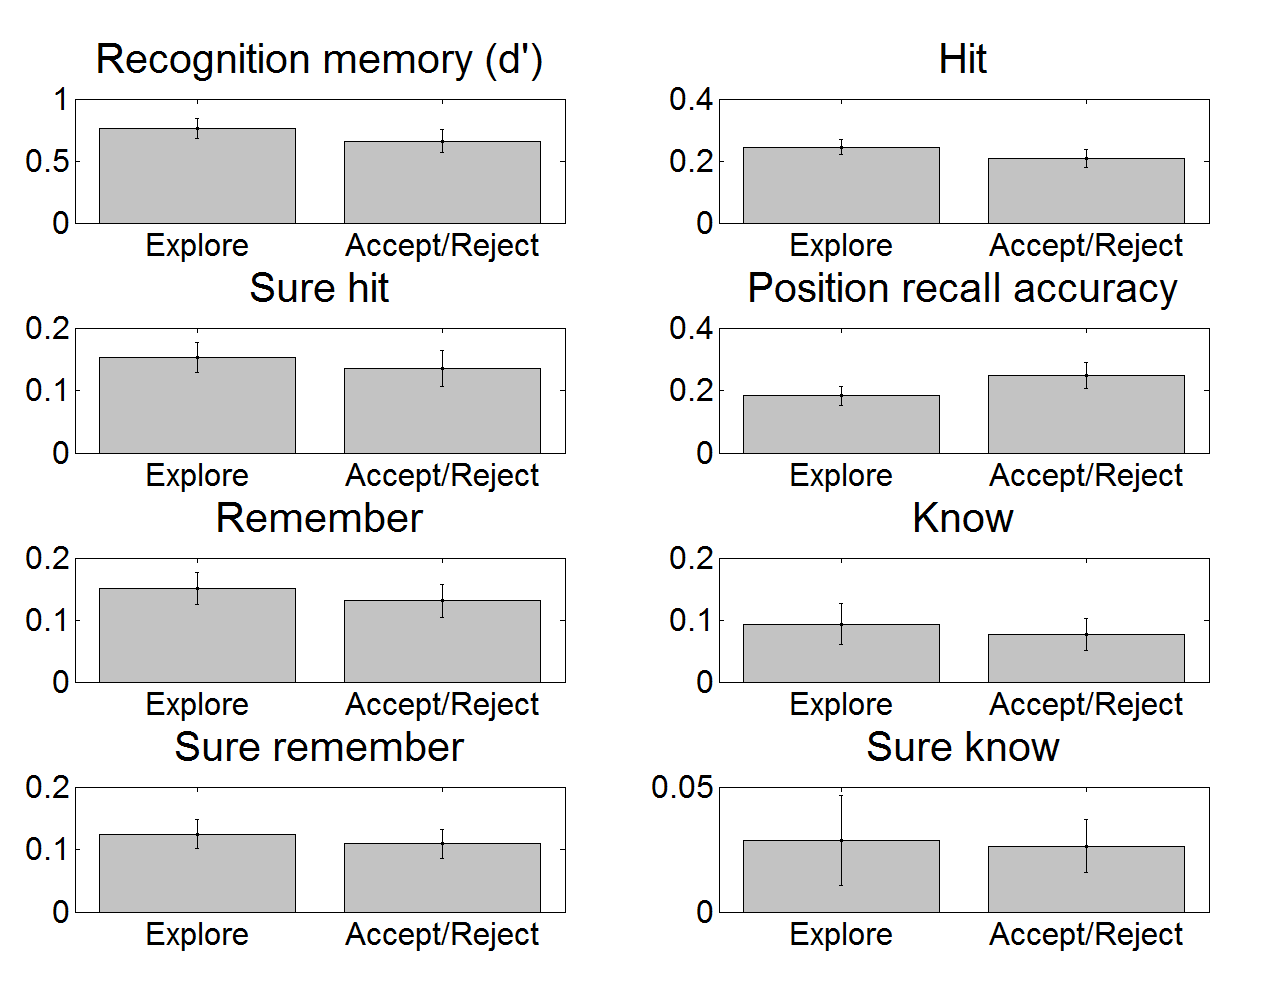 Recognition memory (d')
1
0.5
0
Explore Accept/Reject
Hit
0.4
0.2
0
Explore Accept/Reject
Sure hit
0.2
0.1
0
Explore Accept/Reject
Position recall accuracy
0.4
0.2
0
Explore Accept/Reject
Remember
0.2
0.1
0
Explore Accept/Reject
Know
0.2
0.1
0
Explore Accept/Reject
Sure remember
0.2
0.1
0
Explore Accept/Reject
Sure know
0.05
0
Explore Accept/Reject